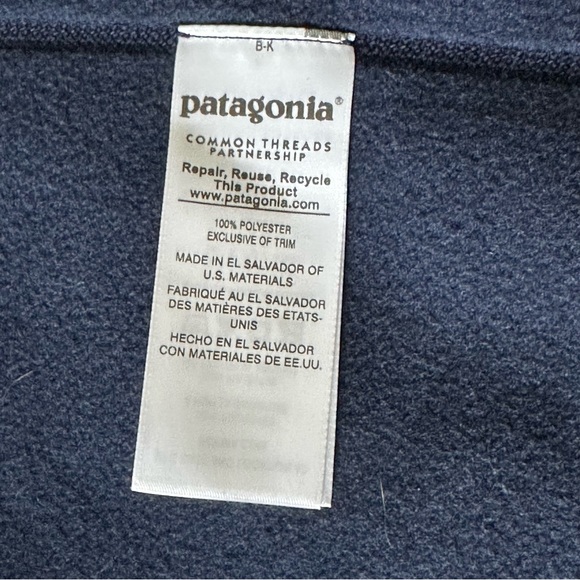 B-K
patagonia®
COMMON THREADS
PARTNERSHIP
Repair, Reuse, Recycle
This Product
www.patagonia.com
100% POLYESTER
EXCLUSIVE OF TRIM
MADE IN EL SALVADOR OF
U.S. MATERIALS
FABRIQUÉ AU EL SALVADOR
DES MATIÈRES DES ETATS-
UNIS
HECHO EN EL SALVADOR
CON MATERIALES DE EE.UU.